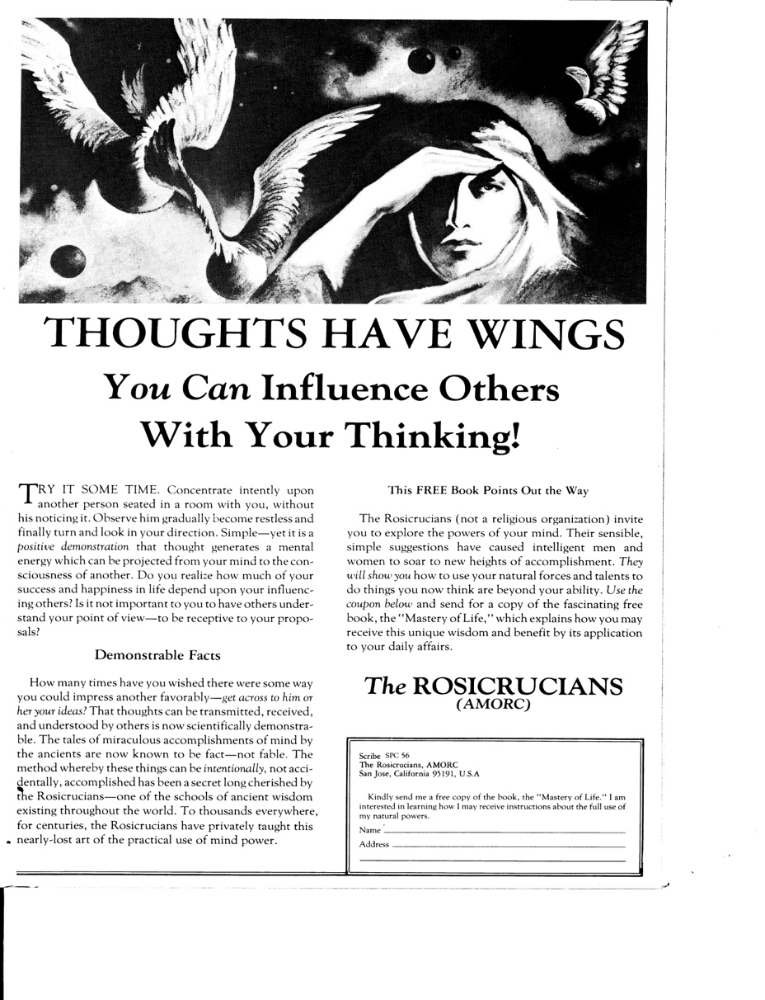 THOUGHTS HAVE WINGS
You Can Influence Others
With Your Thinking!
TRY IT SOME TIME. Concentrate intently upon
another person seated in a room with you, without
his noticing it. Observe him gradually become restless and
finally turn and look in your direction. Simple—yet it is a
positive demonstration that thought generates a mental
energy which can be projected from your mind to the con-
sciousness of another. Do you realize how much of your
success and happiness in life depend upon your influenc-
ing others? Is it not important to you to have others under-
stand your point of view—to be receptive to your propo-
sals?
Demonstrable Facts
How many times have you wished there were some way
you could impress another favorably—get across to him or
her your ideas? That thoughts can be transmitted, received,
and understood by others is now scientifically demonstra-
ble. The tales of miraculous accomplishments of mind by
the ancients are now known to be fact—not fable. The
method whereby these things can be intentionally, not acci-
dentally, accomplished has been a secret long cherished by
the Rosicrucians—one of the schools of ancient wisdom
existing throughout the world. To thousands everywhere,
for centuries, the Rosicrucians have privately taught this
nearly-lost art of the practical use of mind power.
This FREE Book Points Out the Way
The Rosicrucians (not a religious organization) invite
you to explore the powers of your mind. Their sensible,
simple suggestions have caused intelligent men and
women to soar to new heights of accomplishment. They
will show you how to use your natural forces and talents to
do things you now think are beyond your ability. Use the
coupon below and send for a copy of the fascinating free
book, the "Mastery of Life," which explains how you may
receive this unique wisdom and benefit by its application
to your daily affairs.
The ROSICRUCIANS
(AMORC)
Scribe SPC 56
The Rosicrucians, AMORC
San Jose, California 95191, U.S.A
Kindly send me a free copy of the book, the "Mastery of Life." I am
interested in learning how I may receive instructions about the full use of
my natural powers.
Name
Address